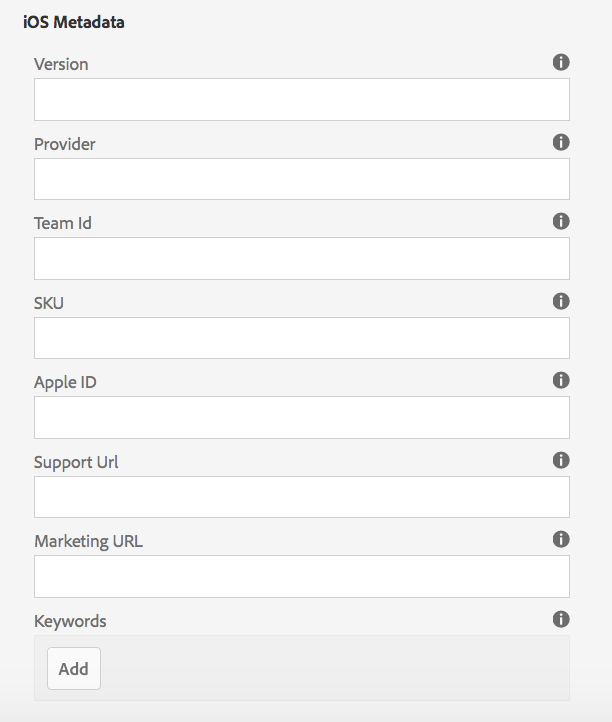 iOS Metadata
Version
Provider
Team Id
SKU
Apple ID
Support Url
Marketing URL
Keywords
Add